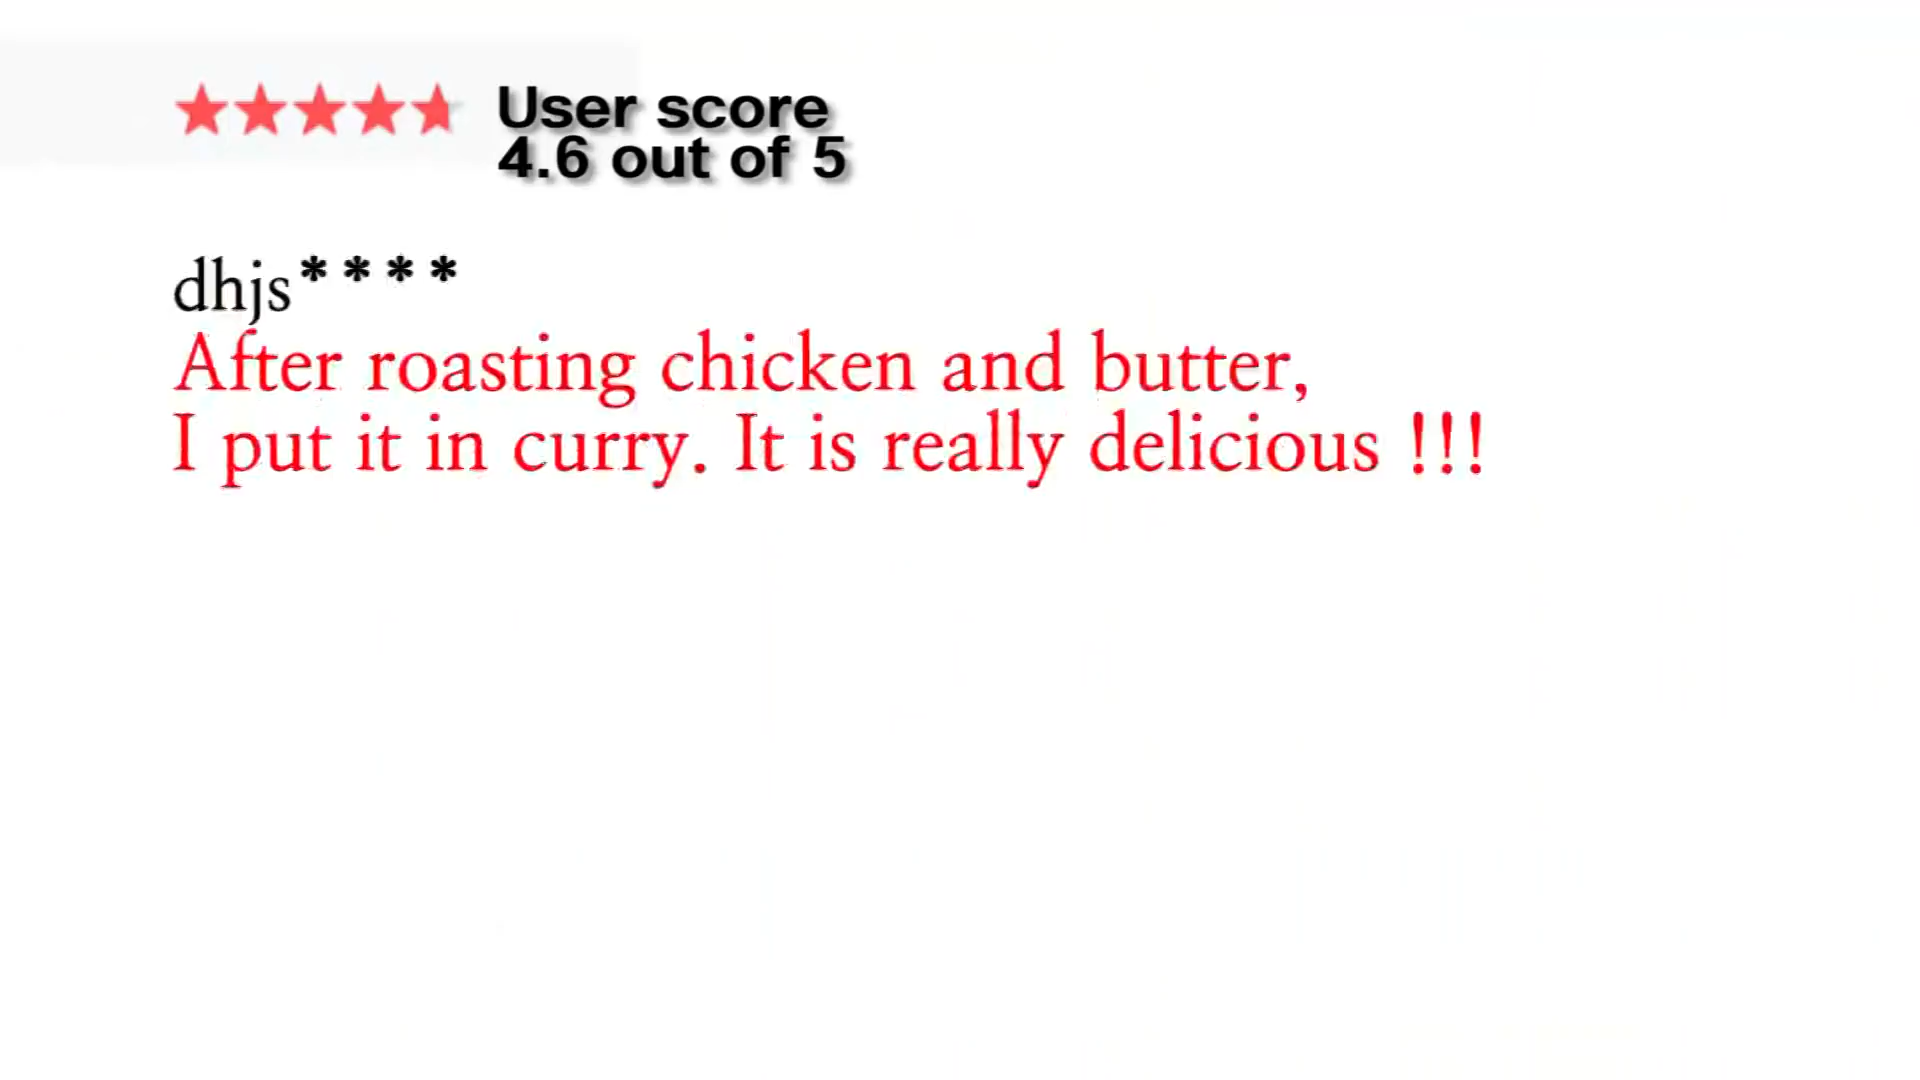 User score
4.6 out of 5
dhjs****
After roasting chicken and butter,
I put it in curry. It is really delicious !!!